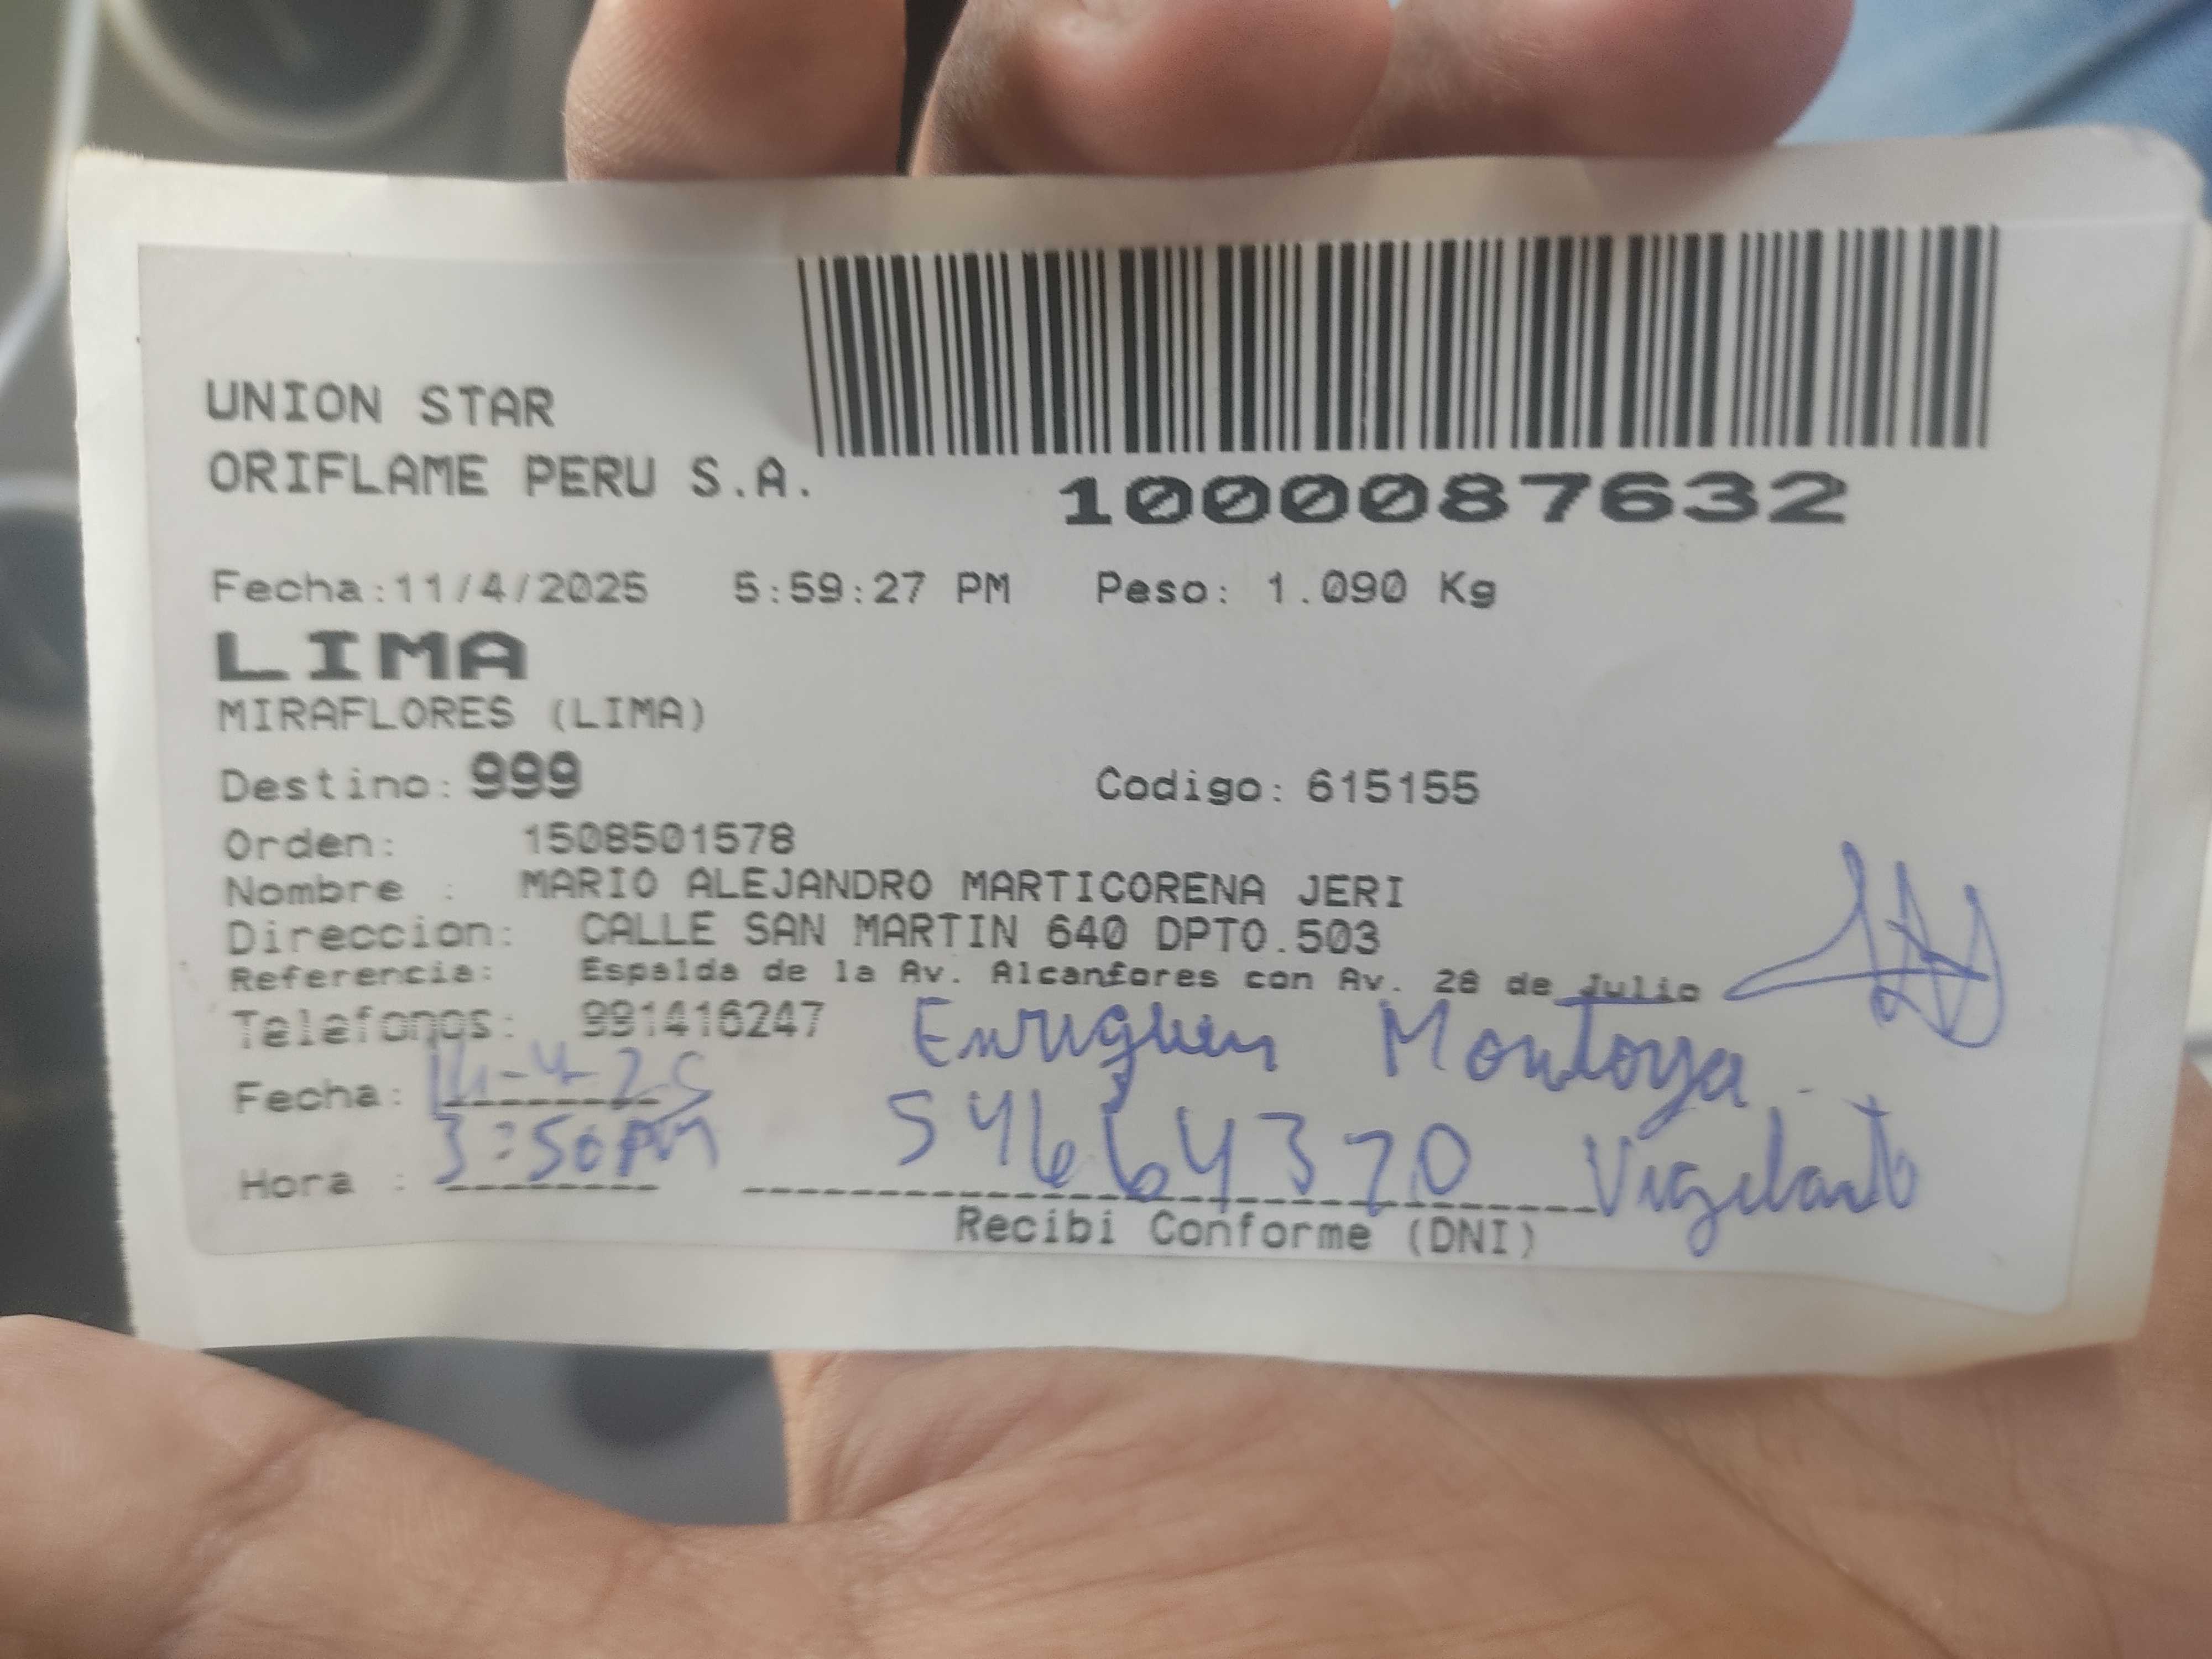 UNION STAR
ORIFLAME PERU S.A.
1000087632
Fecha:11/4/2025 5:59:27 PM Peso: 1.090 Kg
LIMA
MIRAFLORES (LIMA)
Destino: 999 Codigo: 615155
Orden: 1508501578
Nombre : MARIO ALEJANDRO MARTICORENA JERI
Direccion: CALLE SAN MARTIN 640 DPTO.503
Referencia: Espalda de la Av. Alcanfores con Av. 28 de Julio
Telefonos: 991416247 Montoya
Fecha: 14-4-25
Hora : 3:50 PM 54664370 Vigilante
Recibi Conforme (DNI)